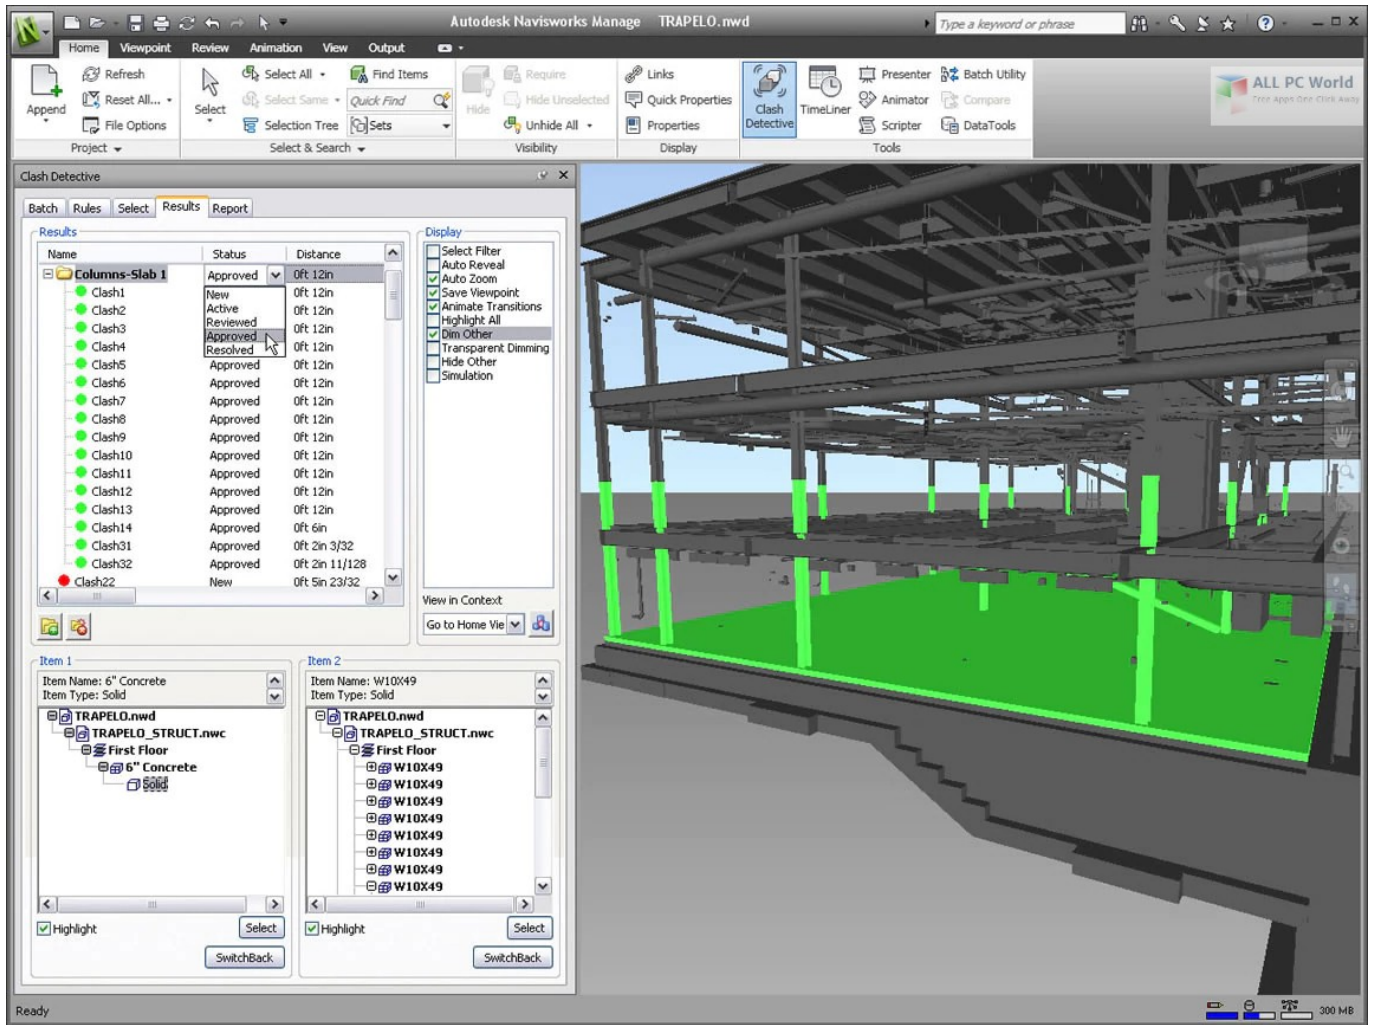 Autodesk Navisworks Manage TRAPELO.nwd
Type a keyword or phrase
Home Viewpoint Review Animation View Output
Append
Refresh
Reset All...
File Options
Project
Select
Select All
Select Same
Selection Tree
Find Items
Quick Find
Sets
Select & Search
Hide
Require
Hide Unselected
Unhide All
Visibility
Links
Quick Properties
Properties
Display
Clash Detective
TimeLiner
Presenter
Animator
Scripter
Batch Utility
Compare
DataTools
Tools
ALL PC World
Free Apps One Click Away
Clash Detective
Batch Rules Select Results Report
Results
Name Status Distance
Columns-Slab 1 Approved 0ft 12in
Clash1 0ft 12in
Clash2 0ft 12in
Clash3 0ft 12in
Clash4 0ft 12in
New
Active
Reviewed
Approved
Resolved
Clash5 Approved 0ft 12in
Clash6 Approved 0ft 12in
Clash7 Approved 0ft 12in
Clash8 Approved 0ft 12in
Clash9 Approved 0ft 12in
Clash10 Approved 0ft 12in
Clash11 Approved 0ft 12in
Clash12 Approved 0ft 12in
Clash13 Approved 0ft 12in
Clash14 Approved 0ft 6in
Clash31 Approved 0ft 2in 3/32
Clash32 Approved 0ft 2in 11/128
Clash22 New 0ft 5in 23/32
Display
Select Filter
Auto Reveal
Auto Zoom
Save Viewpoint
Animate Transitions
Highlight All
Dim Other
Transparent Dimming
Hide Other
Simulation
View in Context
Go to Home Vie
Item 1
Item Name: 6" Concrete
Item Type: Solid
TRAPELO.nwd
TRAPELO_STRUCT.nwc
First Floor
6" Concrete
Solid
Highlight Select
SwitchBack
Item 2
Item Name: W10X49
Item Type: Solid
TRAPELO.nwd
TRAPELO_STRUCT.nwc
First Floor
W10X49
W10X49
W10X49
W10X49
W10X49
W10X49
W10X49
W10X49
Highlight Select
SwitchBack
Ready
300 MB